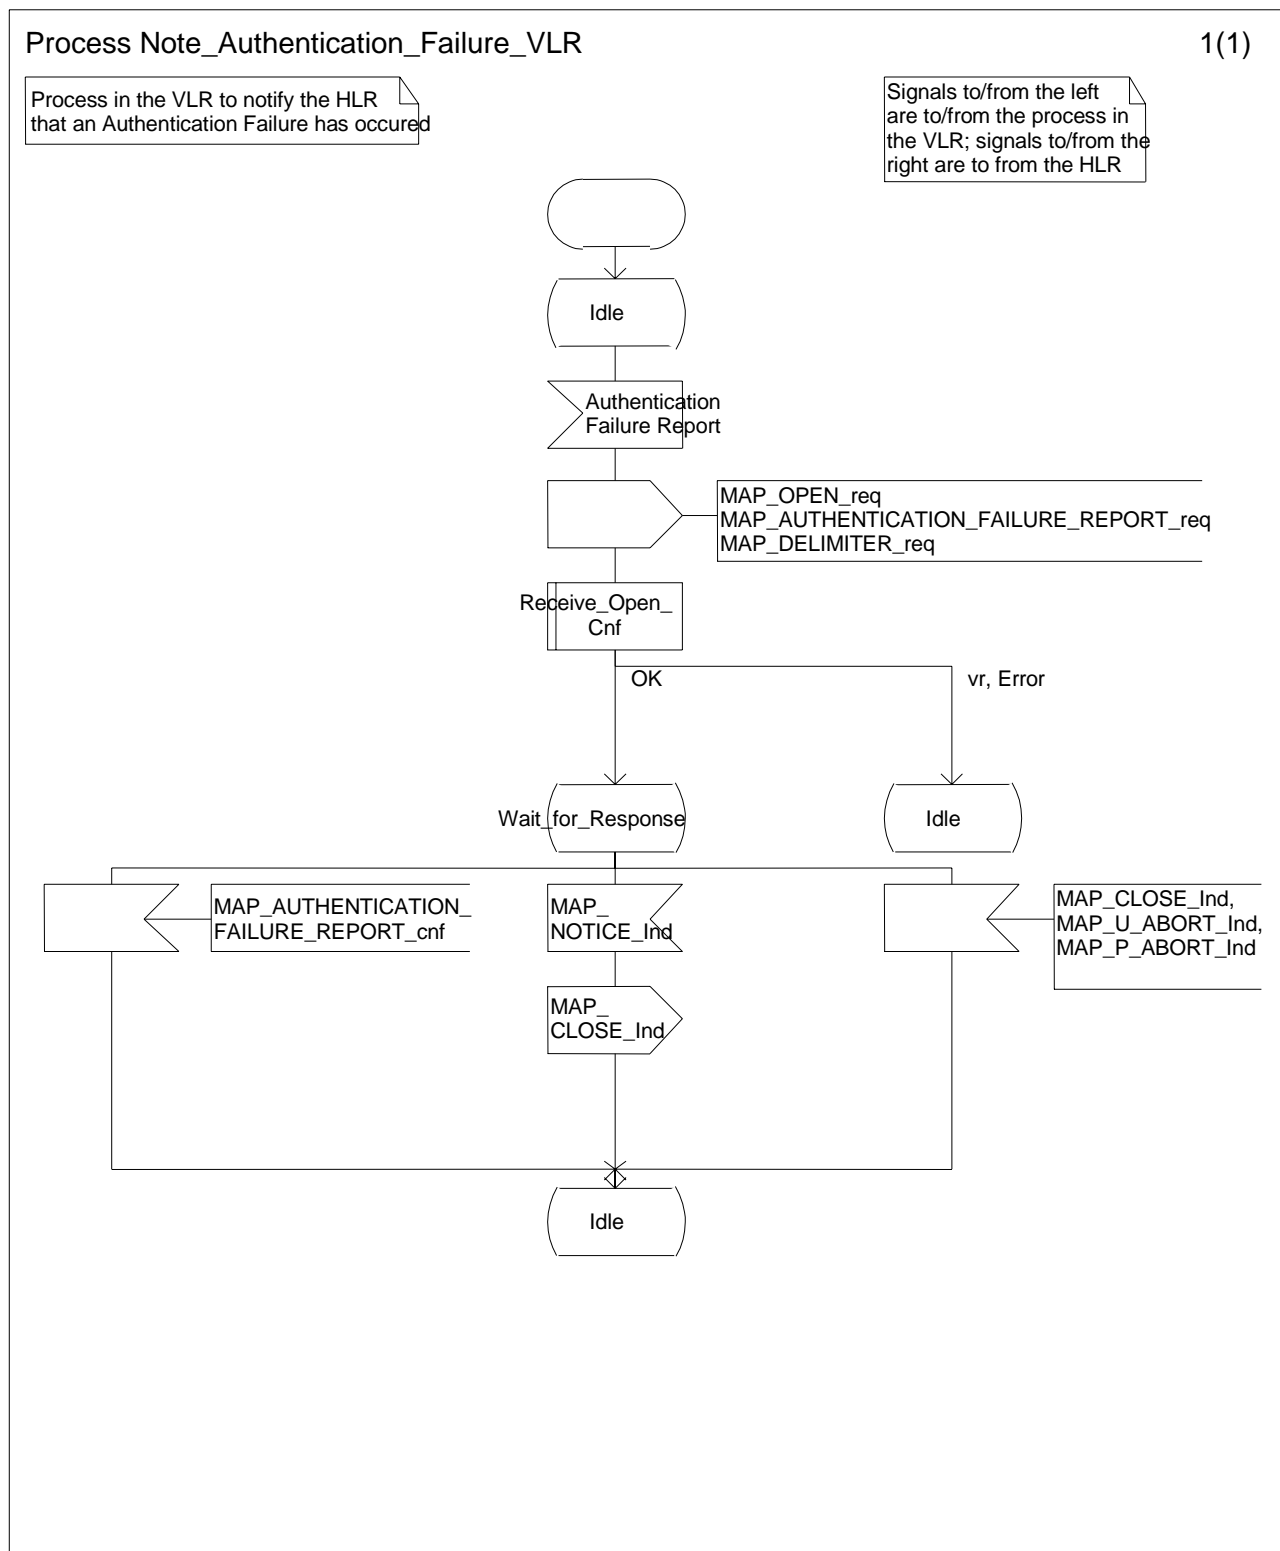 Process Note_Authentication_Failure_VLR
1(1)
Process in the VLR to notify the HLR
that an Authentication Failure has occured
Signals to/from the left
are to/from the process in
the VLR; signals to/from the
right are to from the HLR
Idle
Authentication
Failure Report
MAP_OPEN_req
MAP_AUTHENTICATION_FAILURE_REPORT_req
MAP_DELIMITER_req
Receive_Open_
Cnf
OK
vr, Error
Wait_for_Response
Idle
MAP_AUTHENTICATION_
FAILURE_REPORT_cnf
MAP_
NOTICE_Ind
MAP_CLOSE_Ind,
MAP_U_ABORT_Ind,
MAP_P_ABORT_Ind
MAP_
CLOSE_Ind
Idle